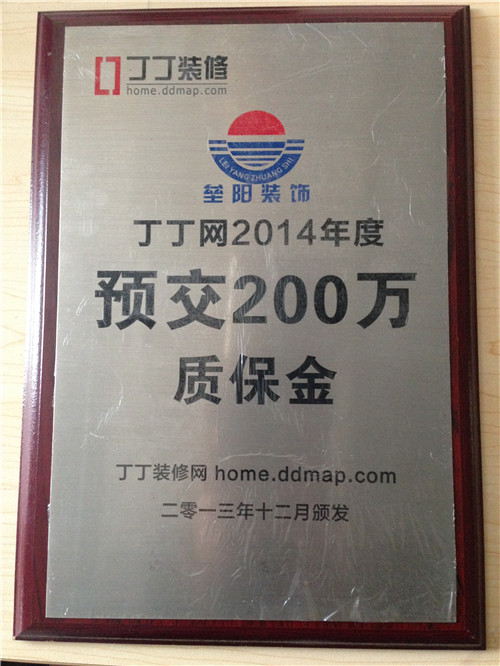 丁丁装修
home.ddmap.com
LEI YANG ZHUANG SHI
垒阳装饰
丁丁网2014年度
预交200万
质保金
丁丁装修网 home.ddmap.com
二零一三年十二月颁发